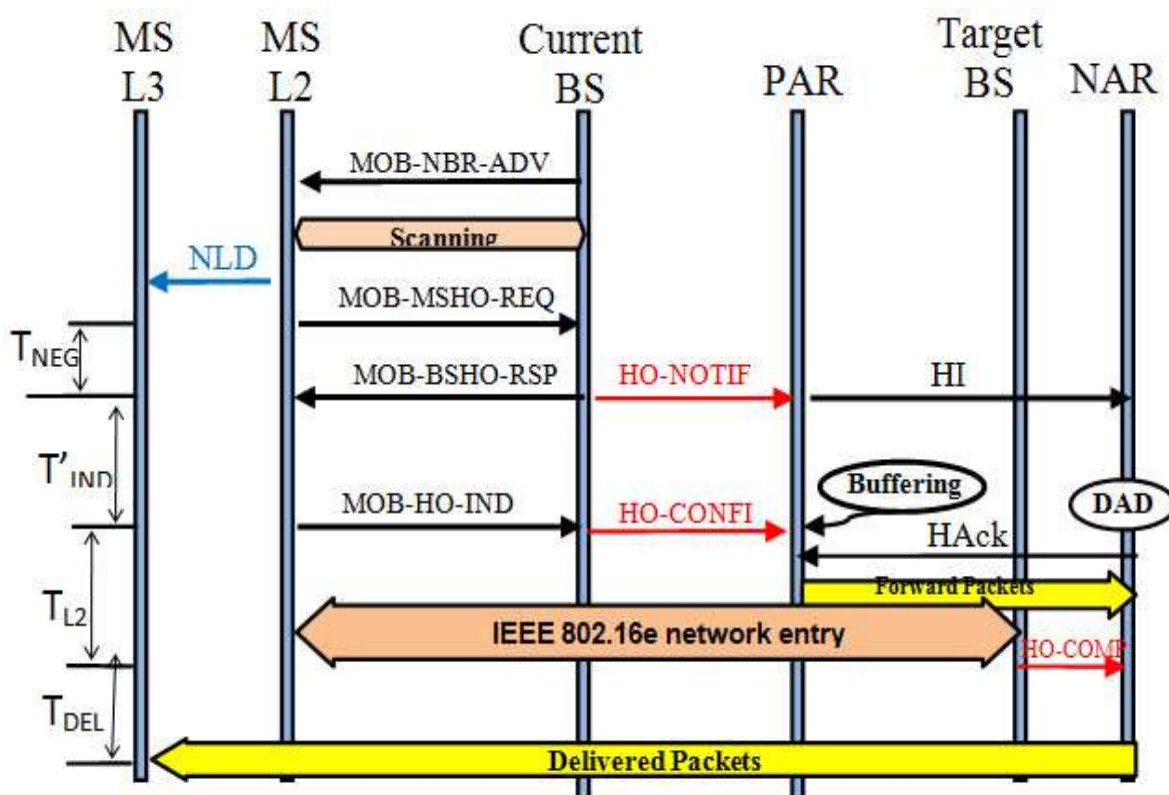 MS L3
MS L2
Current BS
PAR
Target BS
NAR
MOB-NBR-ADV
Scanning
NLD
MOB-MSHO-REQ
TNEG
MOB-BSHO-RSP
HO-NOTIF
HI
T'IND
Buffering
MOB-HO-IND
HO-CONFI
DAD
HAck
Forward Packets
TL2
IEEE 802.16e network entry
HO-COMP
TDEL
Delivered Packets